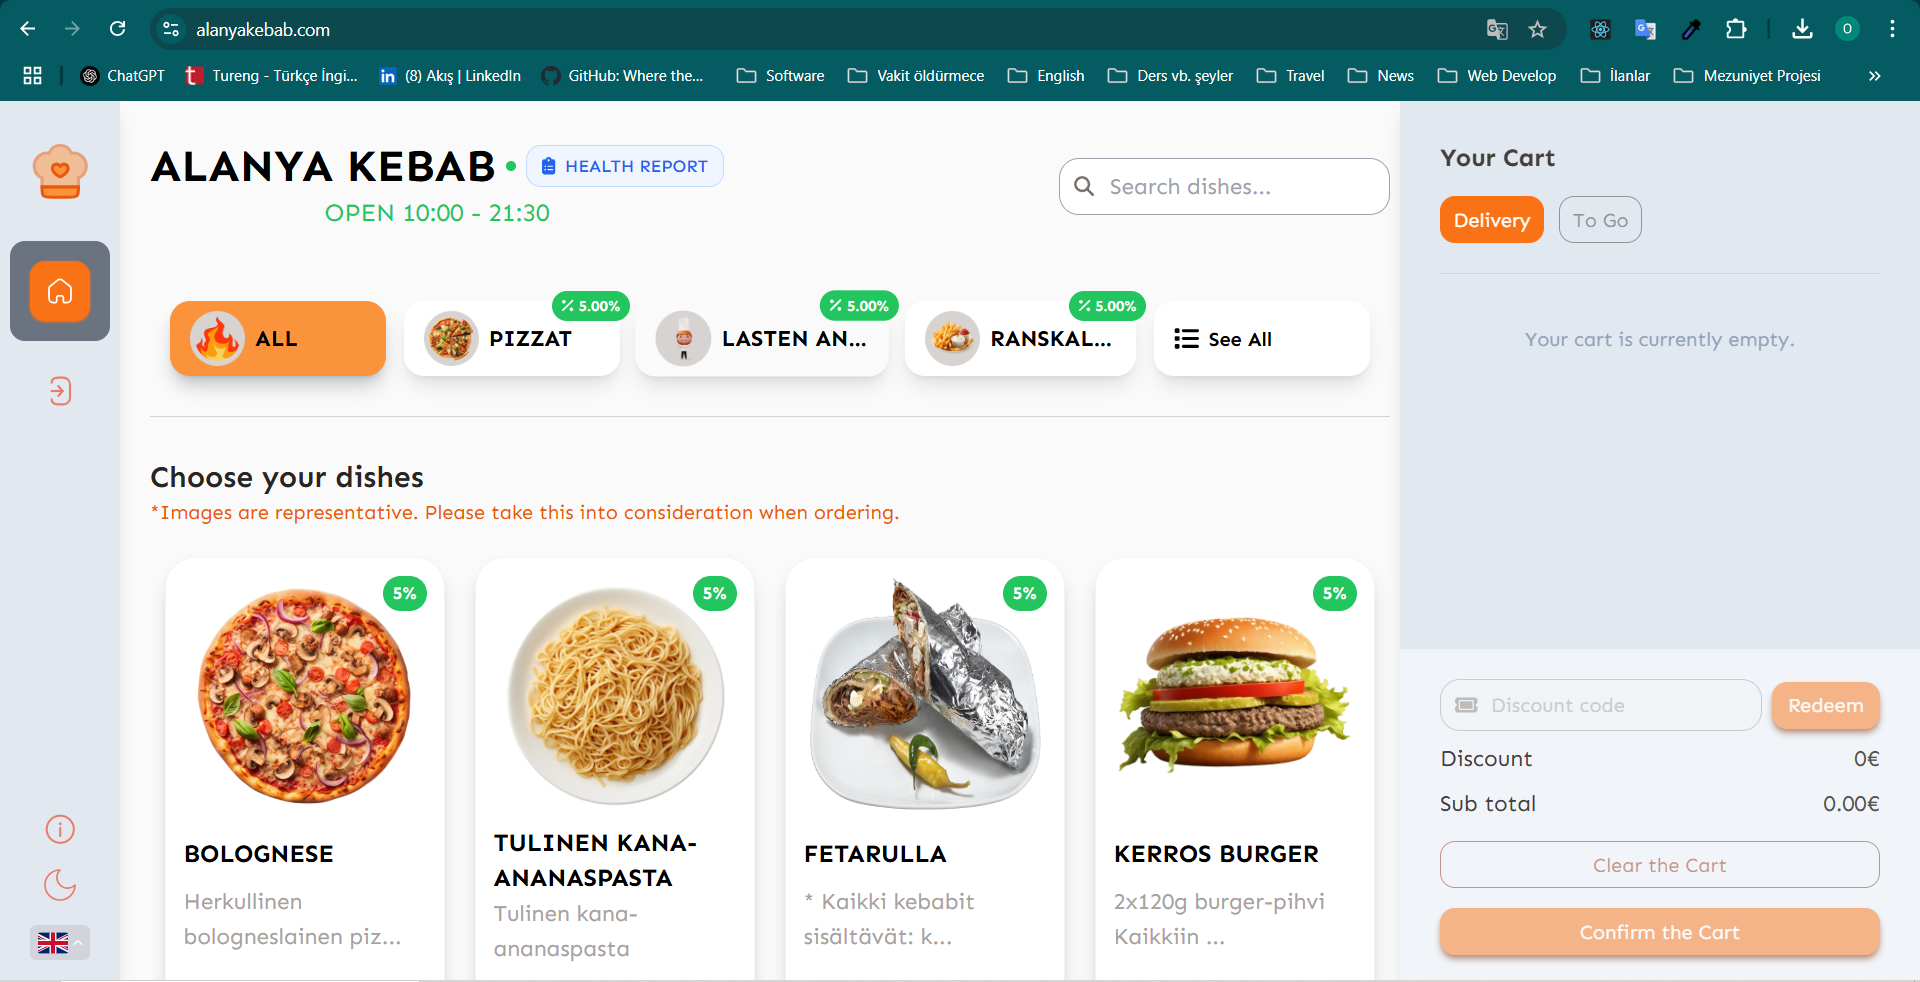 alanyakebab.com
ChatGPT
Tureng - Türkçe İngi...
(8) Akış | LinkedIn
GitHub: Where the...
Software
Vakit öldürmece
English
Ders vb. şeyler
Travel
News
Web Develop
İlanlar
Mezuniyet Projesi
»
O
ALANYA KEBAB
HEALTH REPORT
OPEN 10:00 - 21:30
Search dishes...
ALL
PIZZAT
5.00%
LASTEN AN...
5.00%
RANSKAL...
5.00%
See All
Choose your dishes
*Images are representative. Please take this into consideration when ordering.
5%
BOLOGNESE
Herkullinen
bologneslainen piz...
5%
TULINEN KANA-
ANANASPASTA
Tulinen kana-
ananaspasta
5%
FETARULLA
* Kaikki kebabit
sisältävät: k...
5%
KERROS BURGER
2x120g burger-pihvi
Kaikkiin ...
Your Cart
Delivery
To Go
Your cart is currently empty.
Discount code
Redeem
Discount 0€
Sub total 0.00€
Clear the Cart
Confirm the Cart